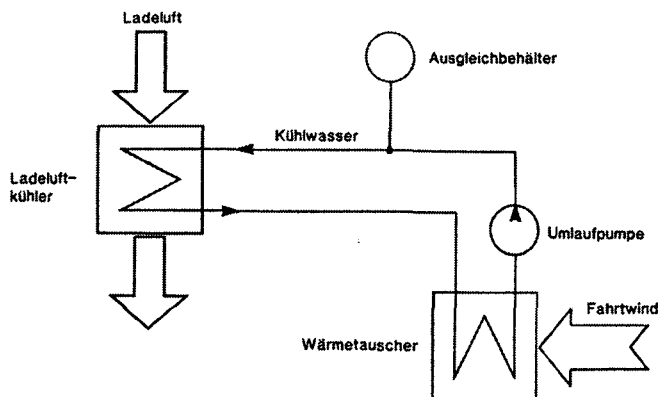 Ladeluft
Ausgleichbehälter
Kühlwasser
Ladeluft-
kühler
Umlaufpumpe
Fahrtwind
Wärmetauscher